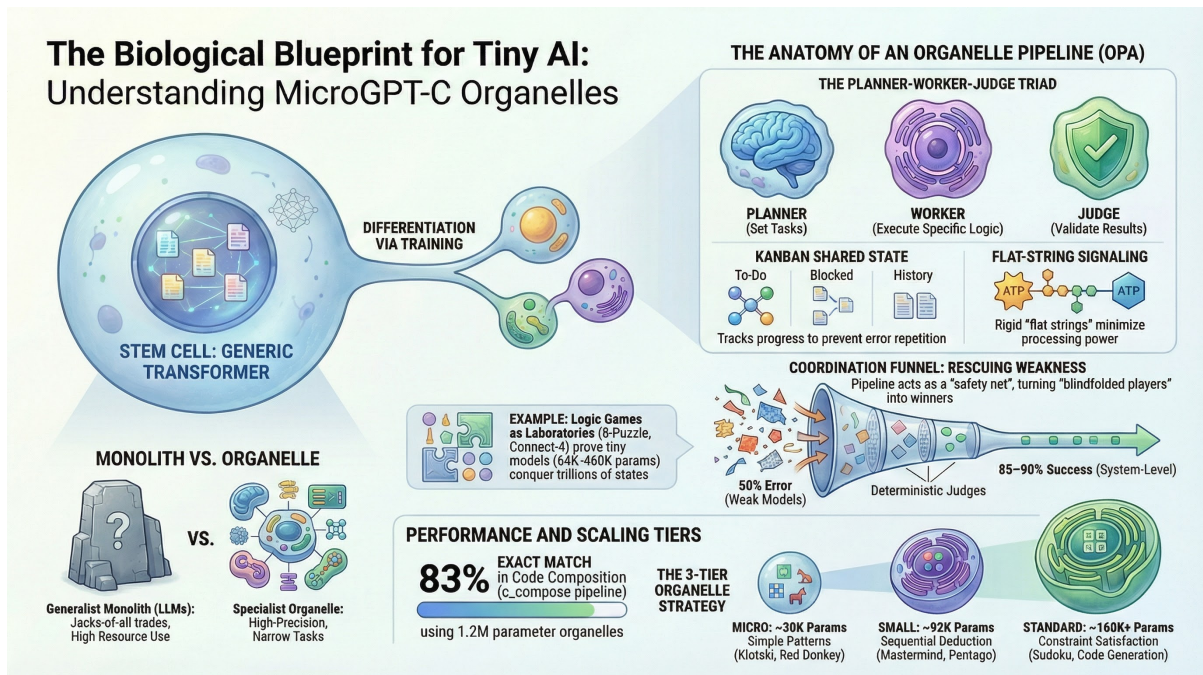 The Biological Blueprint for Tiny AI:
Understanding MicroGPT-C Organelles
STEM CELL: GENERIC
TRANSFORMER
DIFFERENTIATION
VIA TRAINING
THE ANATOMY OF AN ORGANELLE PIPELINE (OPA)
THE PLANNER-WORKER-JUDGE TRIAD
PLANNER
(Set Tasks)
WORKER
(Execute Specific Logic)
JUDGE
(Validate Results)
KANBAN SHARED STATE
To-Do
Blocked
History
Tracks progress to prevent error repetition
FLAT-STRING SIGNALING
ATP
ATP
Rigid "flat strings" minimize
processing power
COORDINATION FUNNEL: RESCUING WEAKNESS
Pipeline acts as a "safety net", turning "blindfolded players"
into winners
50% Error
(Weak Models)
Deterministic Judges
85–90% Success (System-Level)
EXAMPLE: Logic Games
as Laboratories (8-Puzzle,
Connect-4) prove tiny
models (64K-460K params)
conquer trillions of states
MONOLITH VS. ORGANELLE
?
VS.
Generalist Monolith (LLMs):
Jacks-of-all trades,
High Resource Use
Specialist Organelle:
High-Precision,
Narrow Tasks
PERFORMANCE AND SCALING TIERS
83%
EXACT MATCH
in Code Composition
(c_compose pipeline)
using 1.2M parameter organelles
THE 3-TIER
ORGANELLE
STRATEGY
MICRO: ~30K Params
Simple Patterns
(Klotski, Red Donkey)
SMALL: ~92K Params
Sequential Deduction
(Mastermind, Pentago)
STANDARD: ~160K+ Params
Constraint Satisfaction
(Sudoku, Code Generation)